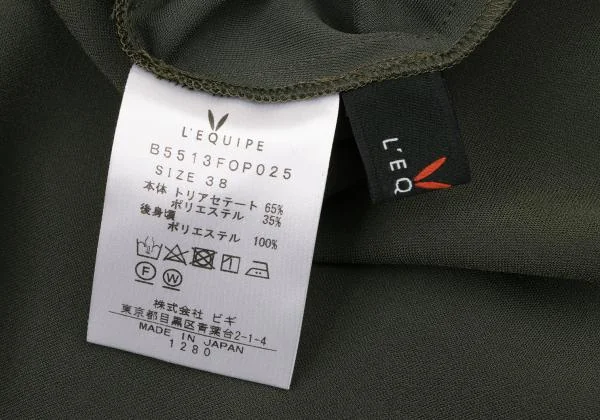 L'EQUIPE
B5513FOP025
SIZE 38
本体 トリアセテート 65%
ポリエステル 35%
後身頃
ポリエステル 100%
F W
株式会社 ビギ
東京都目黒区青葉台2-1-4
MADE IN JAPAN
1280
L'EQ